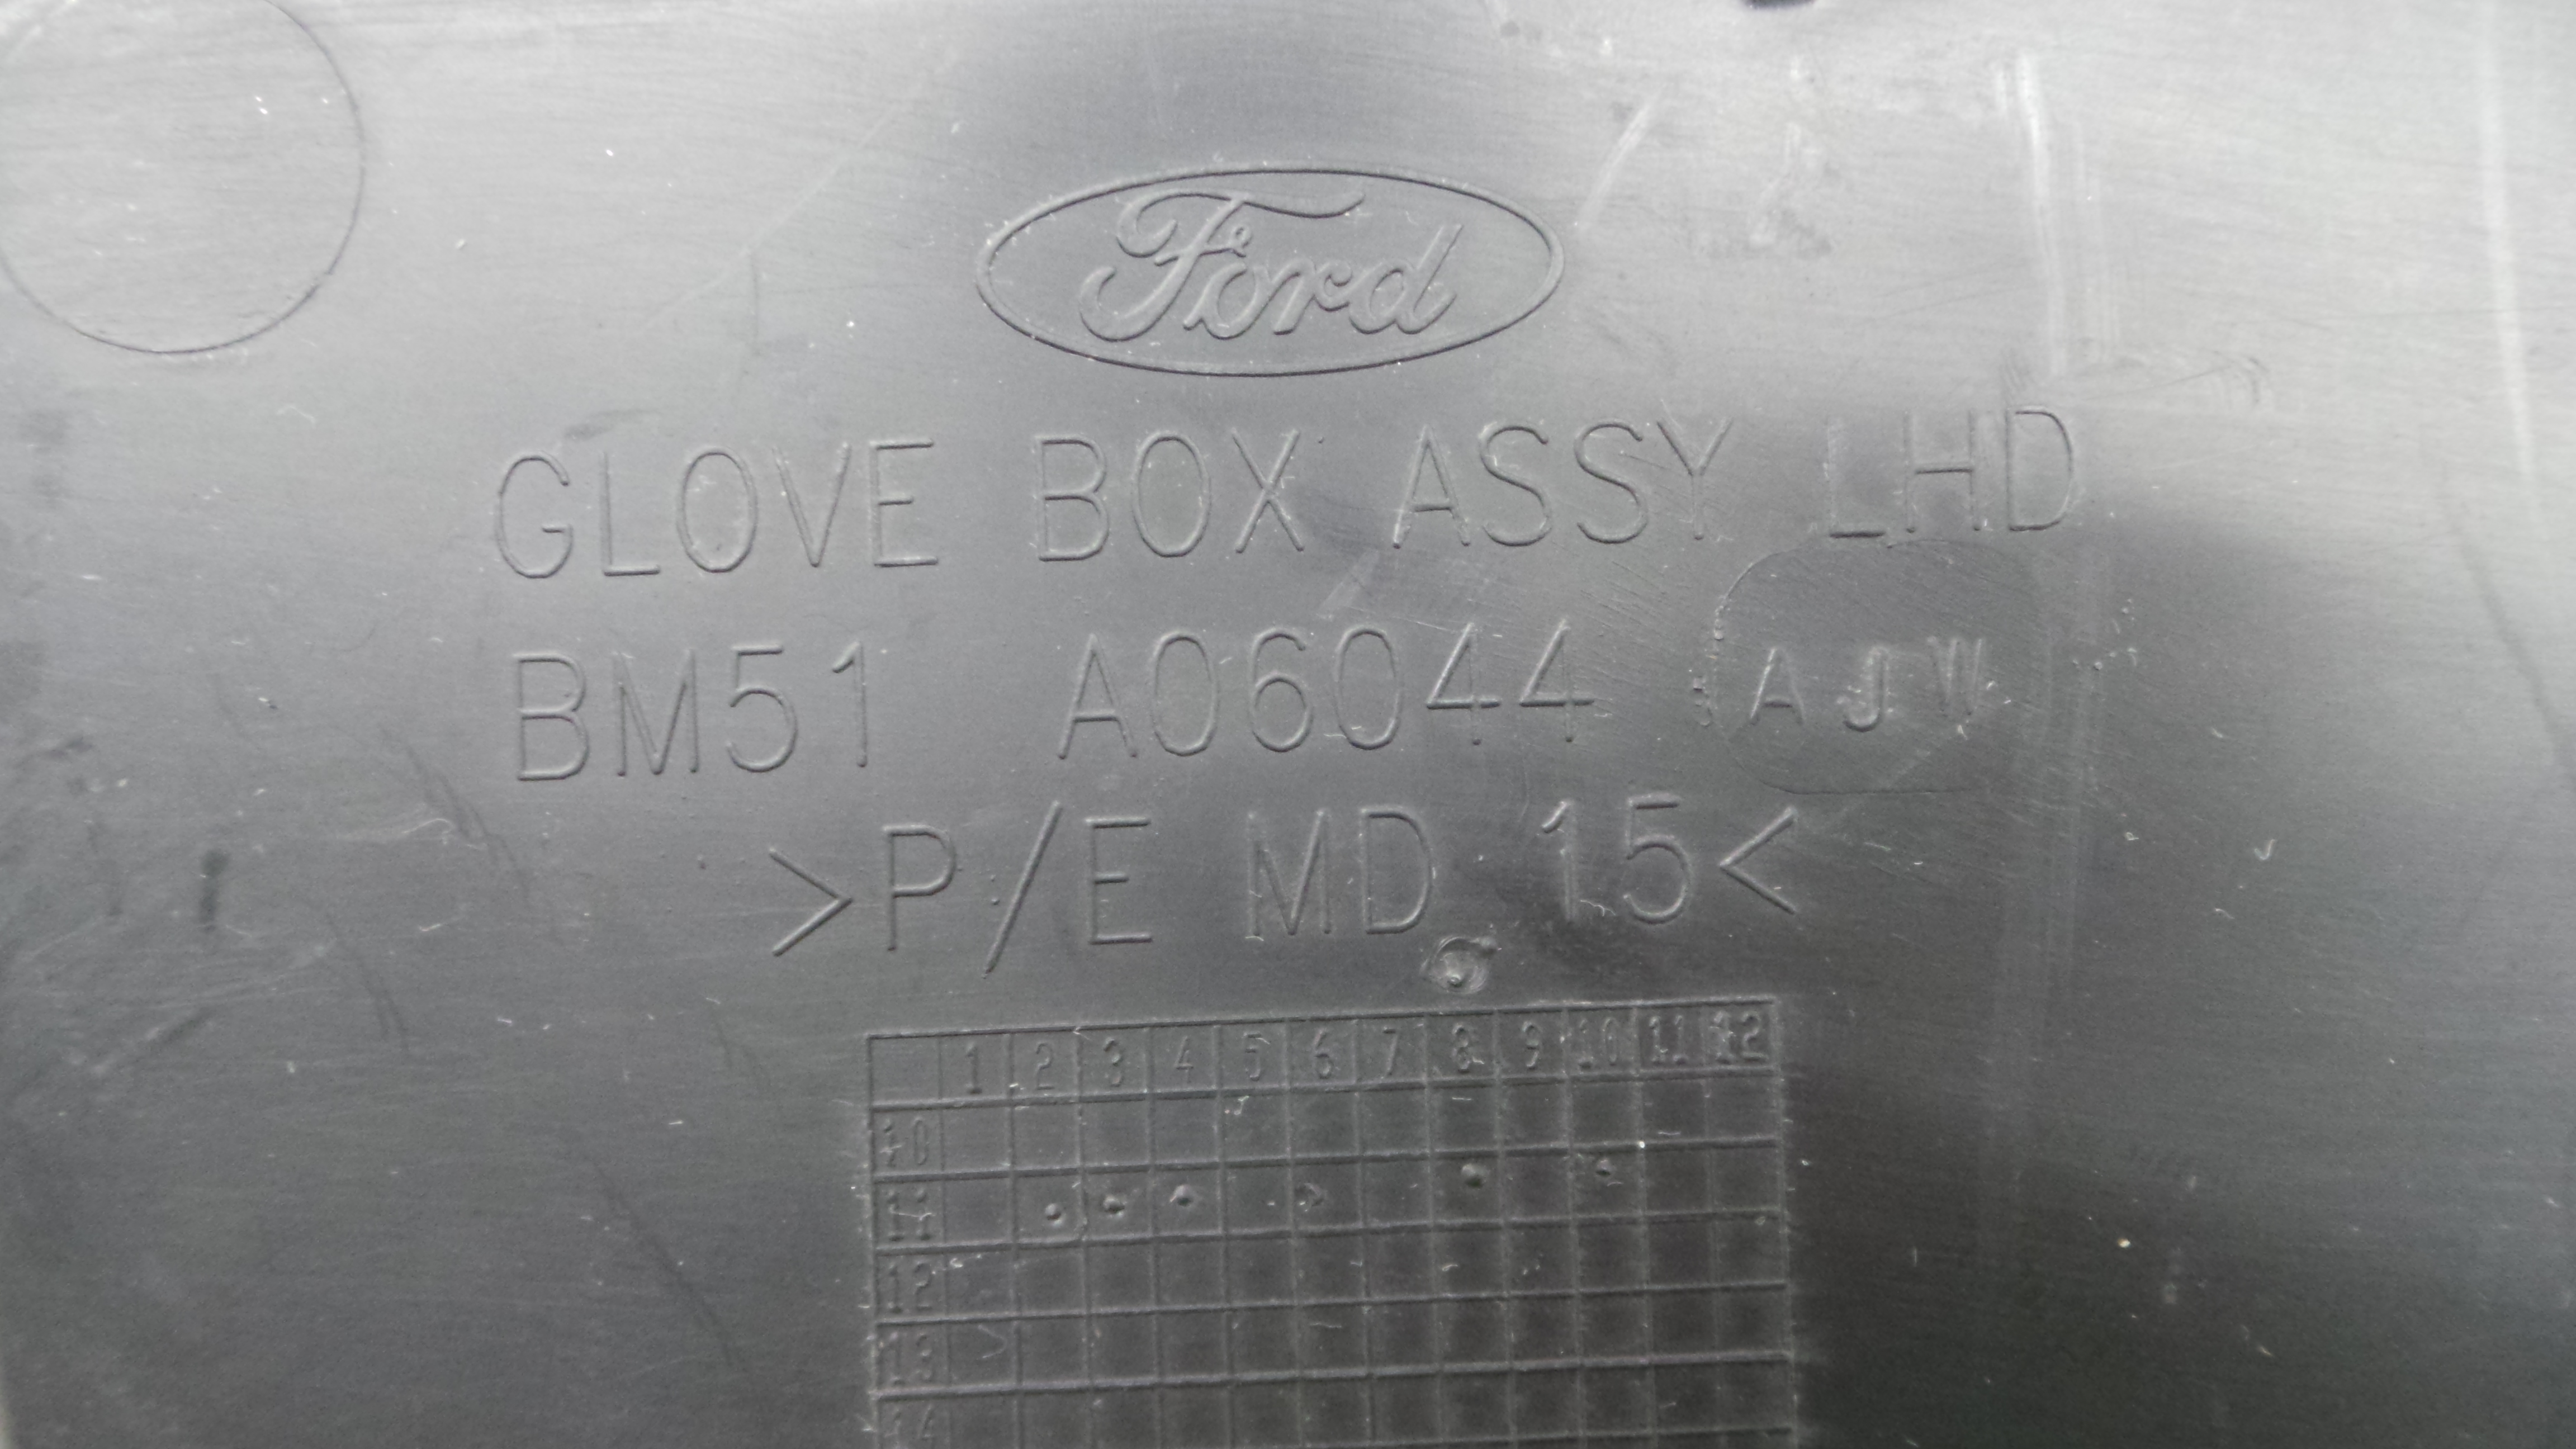 Ford
GLOVE BOX ASSY LHD
BM51 A06044 AJW
>P/E MD 15<
1 2 3 4 5 6 7 8 9 10 11 12
10
11
12
13
14